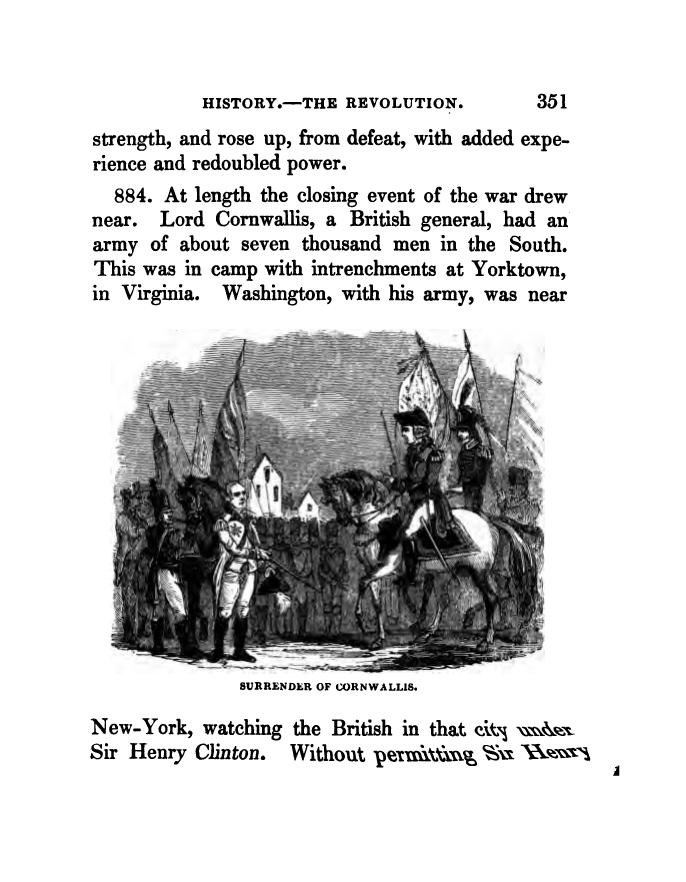 HISTORY.—THE REVOLUTION. 351
strength, and rose up, from defeat, with added expe-
rience and redoubled power.
884. At length the closing event of the war drew
near. Lord Cornwallis, a British general, had an
army of about seven thousand men in the South.
This was in camp with intrenchments at Yorktown,
in Virginia. Washington, with his army, was near
SURRENDER OF CORNWALLIS.
New-York, watching the British in that city under
Sir Henry Clinton. Without permitting Sir Henry